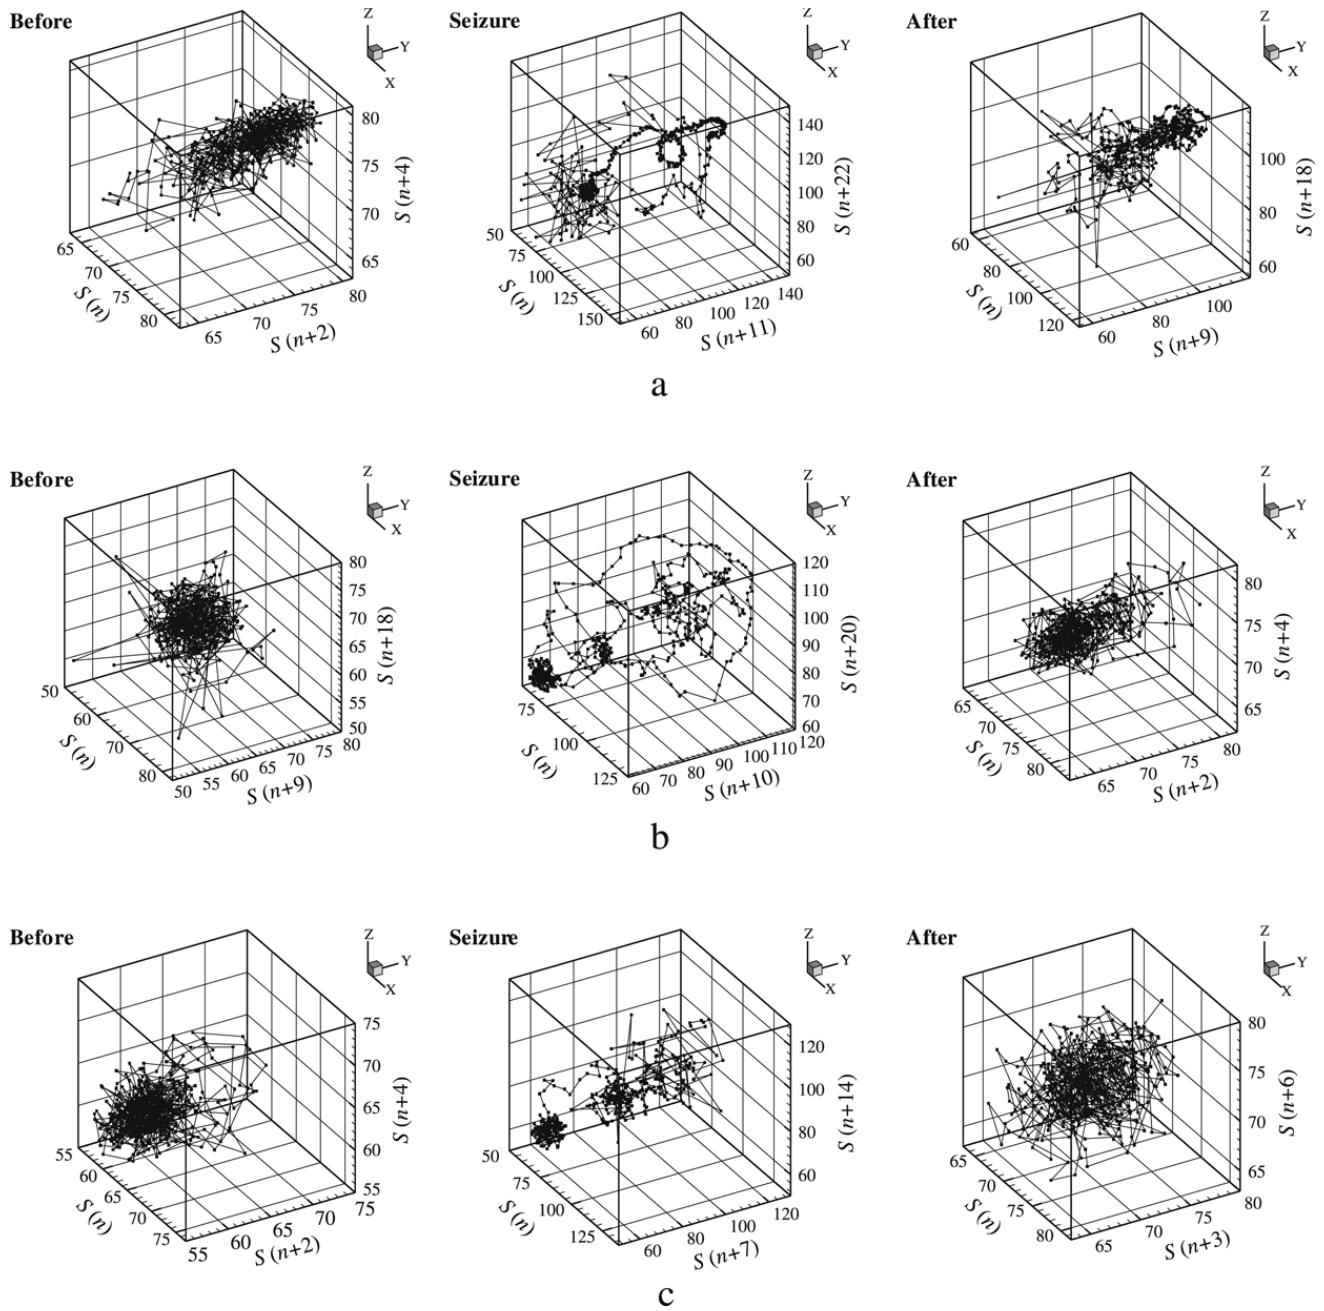 Before
Z
Y
X
80
75
70
65
S (n+4)
65
70
75
80
S (n)
65
70
75
80
S (n+2)
Seizure
Z
Y
X
140
120
100
80
60
S (n+22)
50
75
100
125
150
S (n)
60
80
100
120
140
S (n+11)
After
Z
Y
X
100
80
60
S (n+18)
60
80
100
120
S (n)
60
80
100
S (n+9)
a
Before
Z
Y
X
80
75
70
65
60
55
50
S (n+18)
50
60
70
80
S (n)
50
55
60
65
70
75
80
S (n+9)
Seizure
Z
Y
X
120
110
100
90
80
70
60
S (n+20)
75
100
125
S (n)
60
70
80
90
100
110
120
S (n+10)
After
Z
Y
X
80
75
70
65
S (n+4)
65
70
75
80
S (n)
65
70
75
80
S (n+2)
b
Before
Z
Y
X
75
70
65
60
55
S (n+4)
55
60
65
70
75
S (n)
55
60
65
70
75
S (n+2)
Seizure
Z
Y
X
120
100
80
60
S (n+14)
50
75
100
125
S (n)
60
80
100
120
S (n+7)
After
Z
Y
X
80
75
70
65
S (n+6)
65
70
75
80
S (n)
65
70
75
80
S (n+3)
c